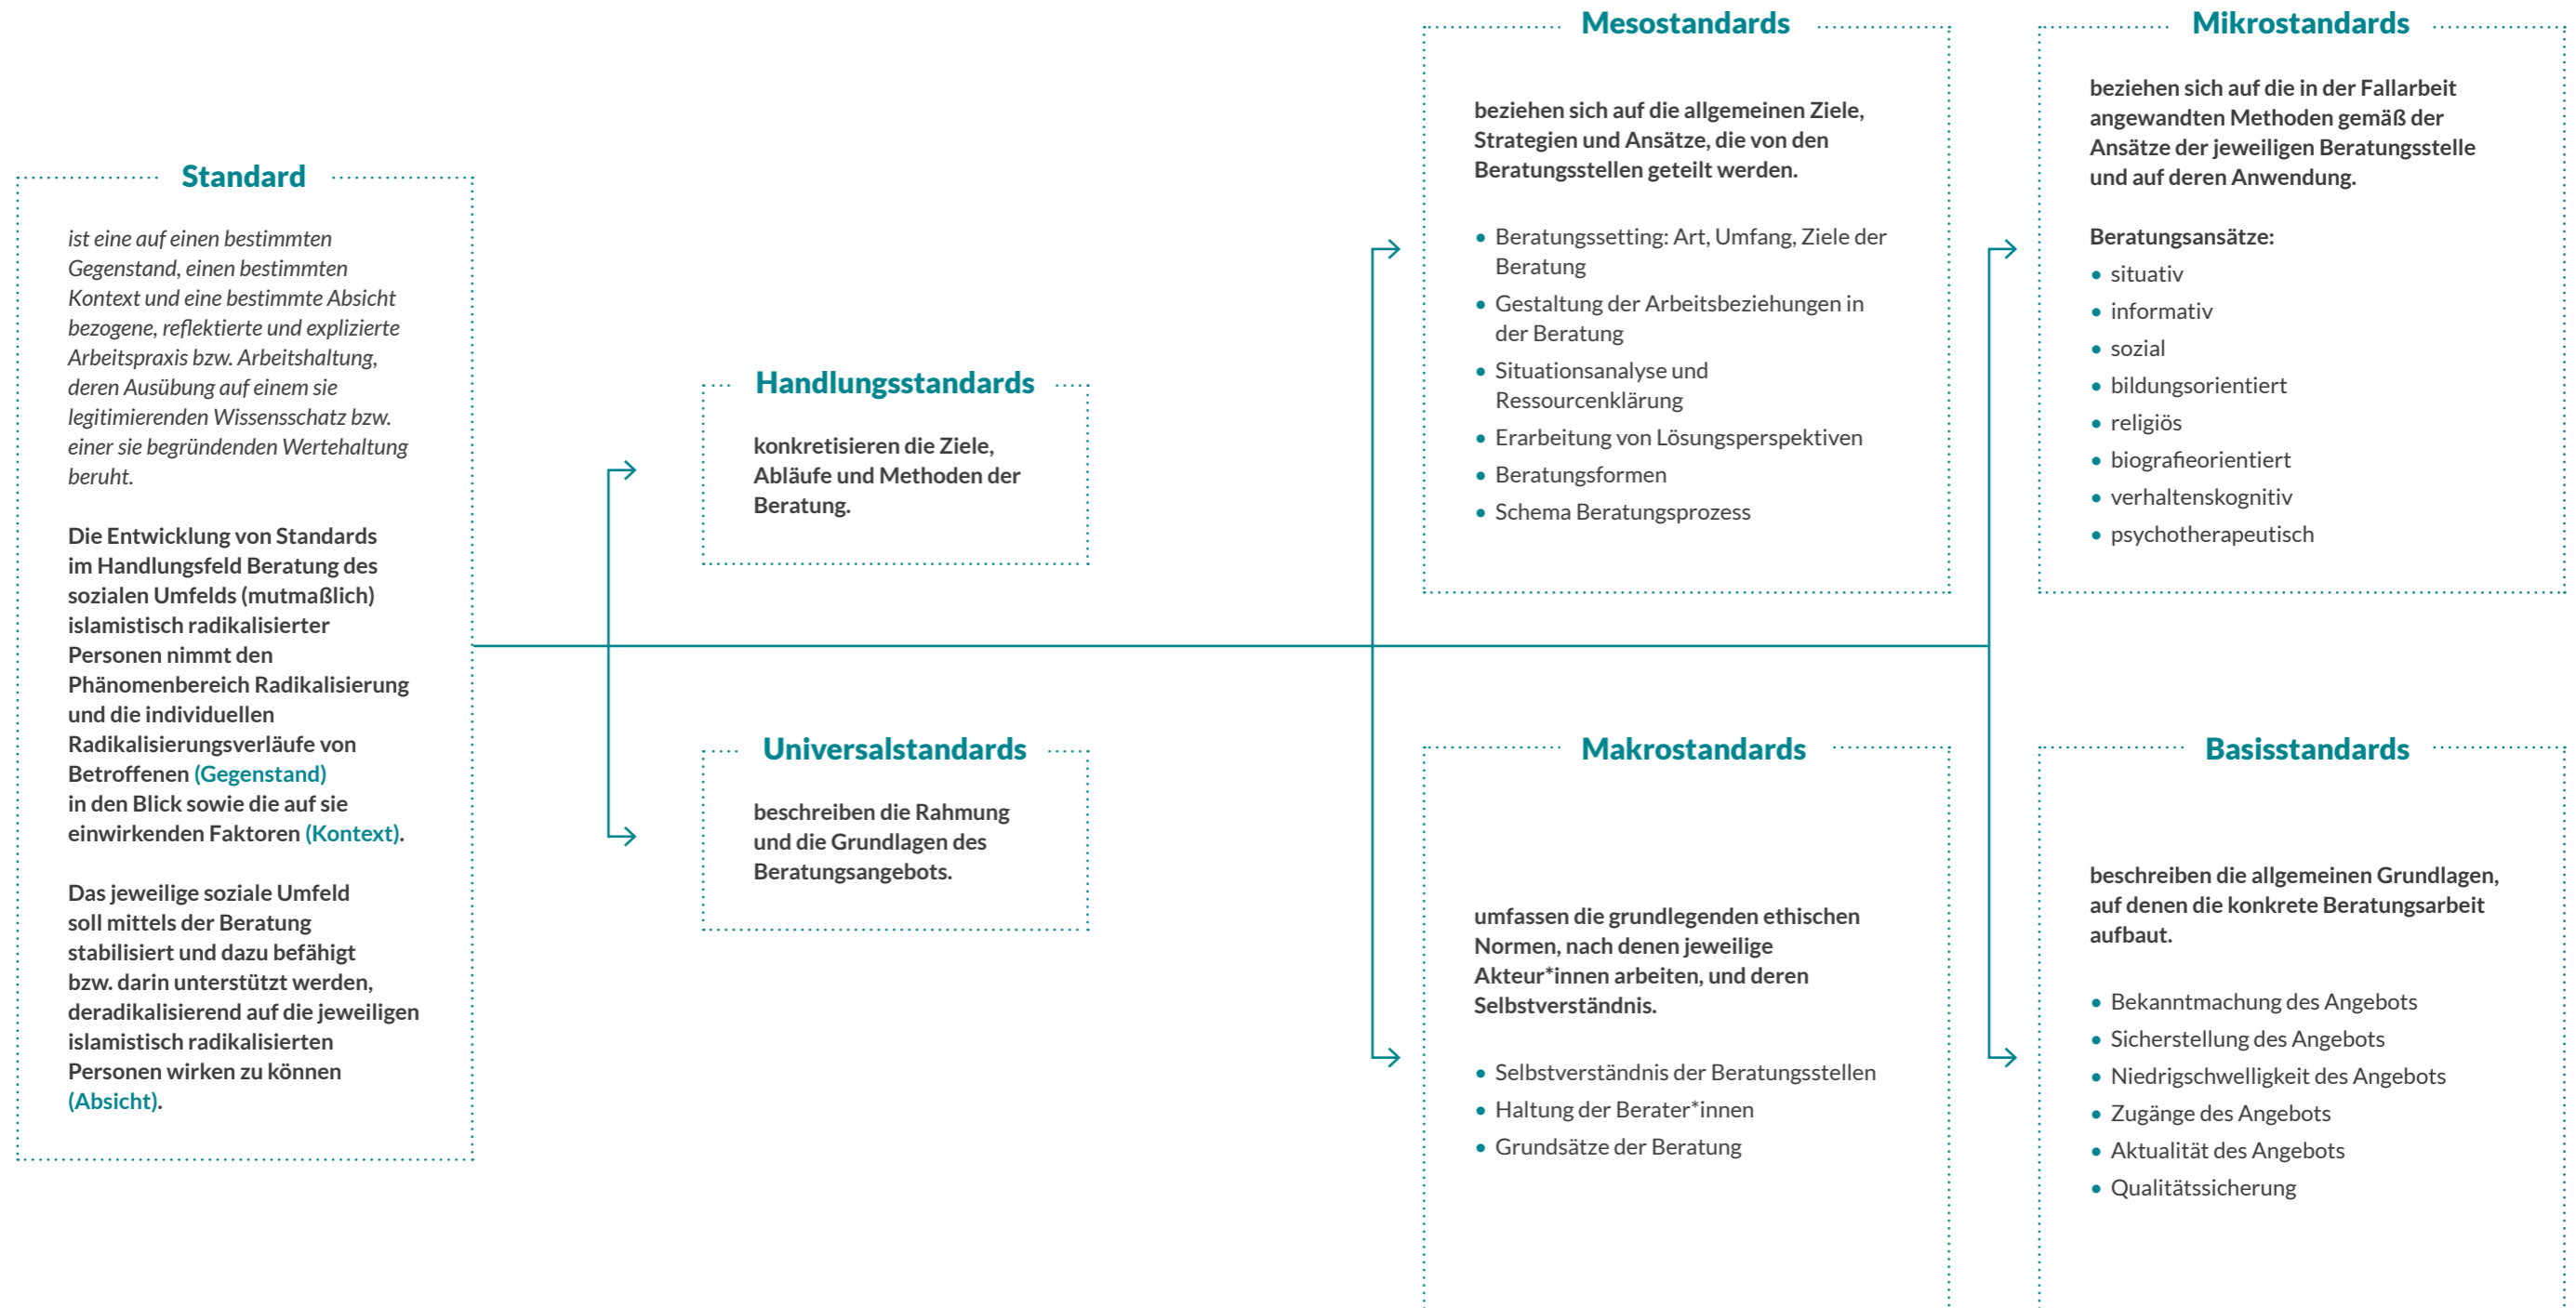 Standard
ist eine auf einen bestimmten
Gegenstand, einen bestimmten
Kontext und eine bestimmte Absicht
bezogene, reflektierte und explizierte
Arbeitspraxis bzw. Arbeitshaltung,
deren Ausübung auf einem sie
legitimierenden Wissensschatz bzw.
einer sie begründenden Wertehaltung
beruht.
Die Entwicklung von Standards
im Handlungsfeld Beratung des
sozialen Umfelds (mutmaßlich)
islamistisch radikalisierter
Personen nimmt den
Phänomenbereich Radikalisierung
und die individuellen
Radikalisierungsverläufe von
Betroffenen (Gegenstand)
in den Blick sowie die auf sie
einwirkenden Faktoren (Kontext).
Das jeweilige soziale Umfeld
soll mittels der Beratung
stabilisiert und dazu befähigt
bzw. darin unterstützt werden,
deradikalisierend auf die jeweiligen
islamistisch radikalisierten
Personen wirken zu können
(Absicht).
Handlungsstandards
konkretisieren die Ziele,
Abläufe und Methoden der
Beratung.
Universalstandards
beschreiben die Rahmung
und die Grundlagen des
Beratungsangebots.
Mesostandards
beziehen sich auf die allgemeinen Ziele,
Strategien und Ansätze, die von den
Beratungsstellen geteilt werden.
• Beratungssetting: Art, Umfang, Ziele der
Beratung
• Gestaltung der Arbeitsbeziehungen in
der Beratung
• Situationsanalyse und
Ressourcenklärung
• Erarbeitung von Lösungsperspektiven
• Beratungsformen
• Schema Beratungsprozess
Makrostandards
umfassen die grundlegenden ethischen
Normen, nach denen jeweilige
Akteur*innen arbeiten, und deren
Selbstverständnis.
• Selbstverständnis der Beratungsstellen
• Haltung der Berater*innen
• Grundsätze der Beratung
Mikrostandards
beziehen sich auf die in der Fallarbeit
angewandten Methoden gemäß der
Ansätze der jeweiligen Beratungsstelle
und auf deren Anwendung.
Beratungsansätze:
• situativ
• informativ
• sozial
• bildungsorientiert
• religiös
• biografieorientiert
• verhaltenskognitiv
• psychotherapeutisch
Basisstandards
beschreiben die allgemeinen Grundlagen,
auf denen die konkrete Beratungsarbeit
aufbaut.
• Bekanntmachung des Angebots
• Sicherstellung des Angebots
• Niedrigschwelligkeit des Angebots
• Zugänge des Angebots
• Aktualität des Angebots
• Qualitätssicherung